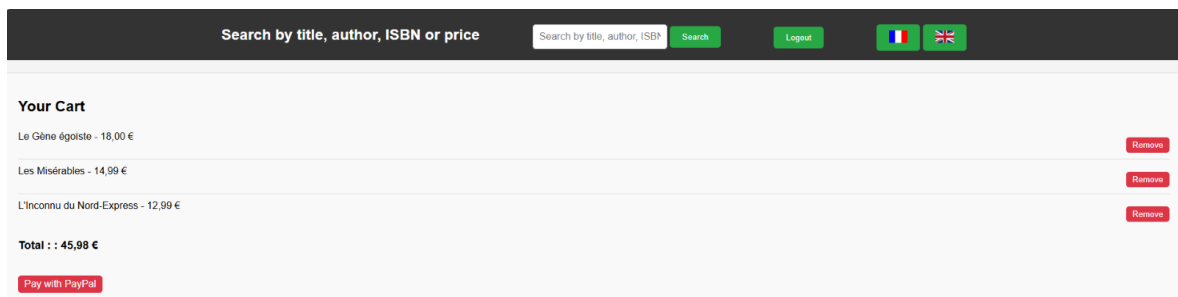 Search by title, author, ISBN or price
Search by title, author, ISBN
Search
Logout
Your Cart
Le Gène égoïste - 18,00 €
Remove
Les Misérables - 14,99 €
Remove
L'Inconnu du Nord-Express - 12,99 €
Remove
Total : : 45,98 €
Pay with PayPal